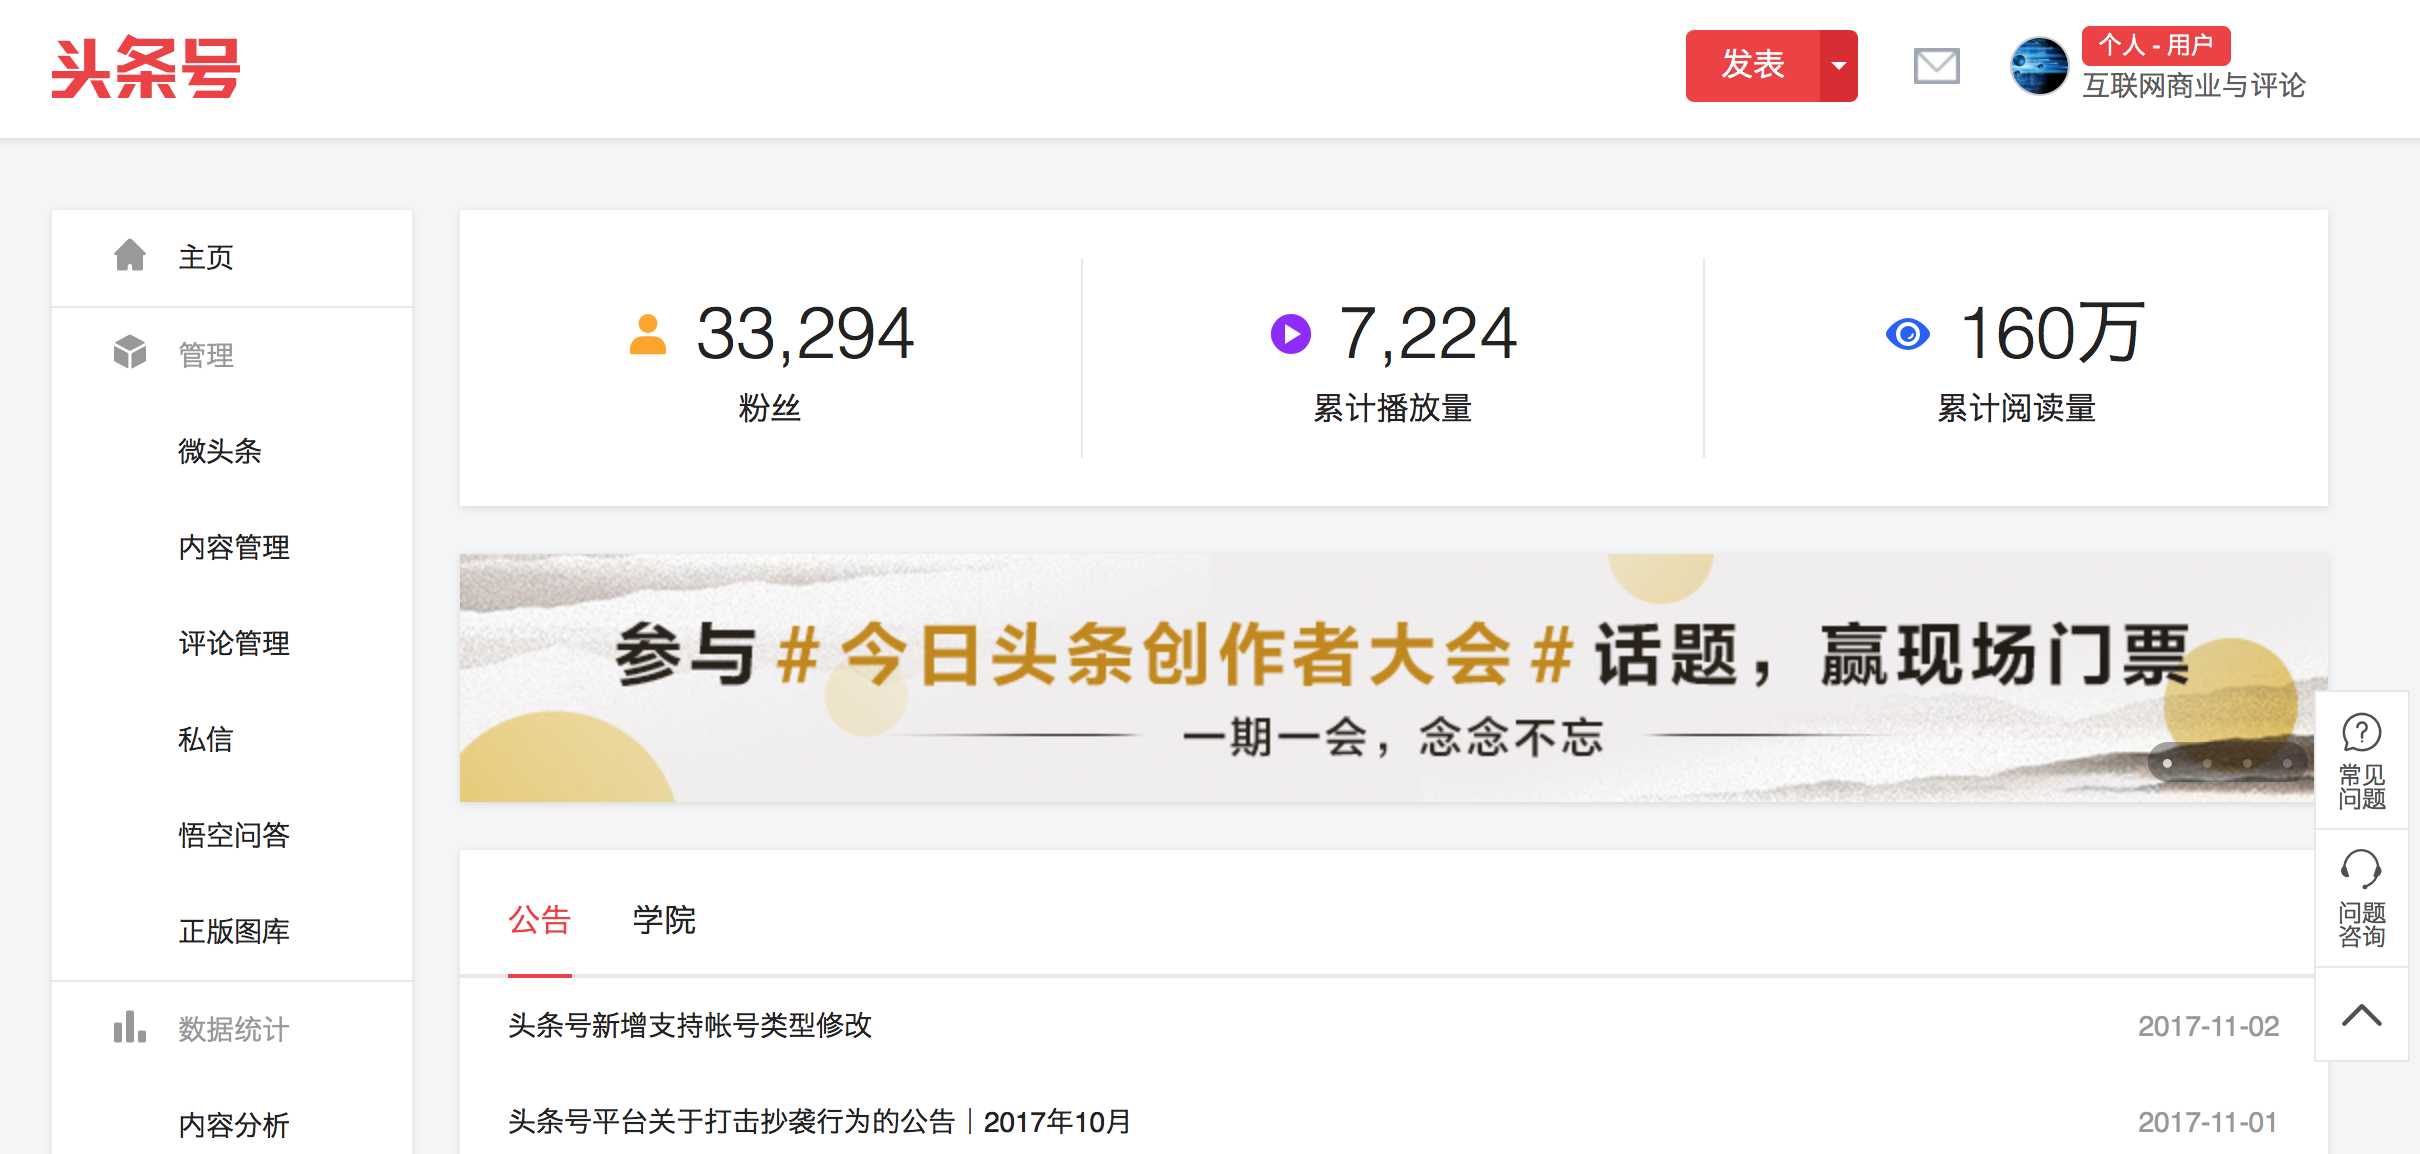 头条号
发表
个人 - 用户
互联网商业与评论
主页
管理
微头条
内容管理
评论管理
私信
悟空问答
正版图库
数据统计
内容分析
33,294
粉丝
7,224
累计播放量
160万
累计阅读量
参与#今日头条创作者大会#话题，赢现场门票
一期一会，念念不忘
公告
学院
头条号新增支持帐号类型修改
2017-11-02
头条号平台关于打击抄袭行为的公告｜2017年10月
2017-11-01
常见
问题
问题
咨询